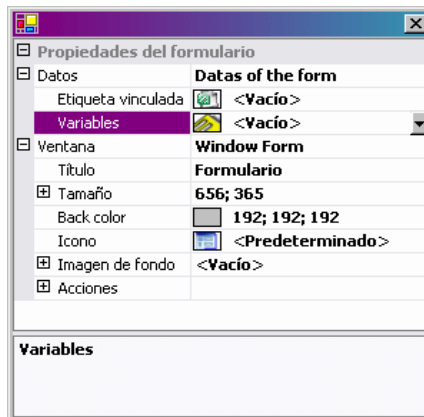 Propiedades del formulario
Datos Datas of the form
Etiqueta vinculada <Vacío>
Variables <Vacío>
Ventana Window Form
Título Formulario
Tamaño 656; 365
Back color 192; 192; 192
Icono <Predeterminado>
Imagen de fondo <Vacío>
Acciones
Variables